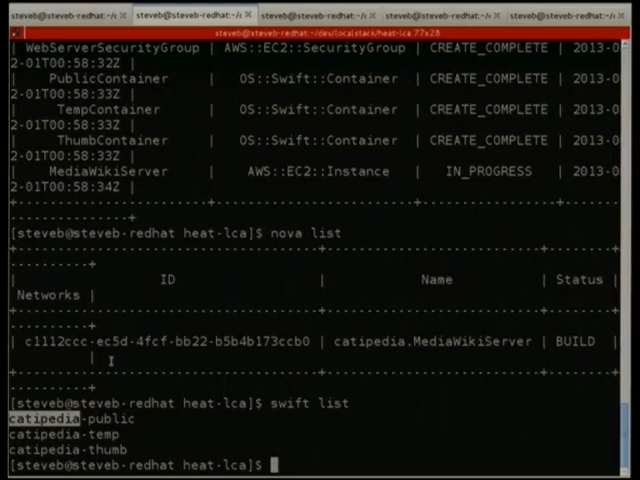 steveb@steveb-redhat:~/c steveb@steveb-redhat:~/c steveb@steveb-redhat:~/c steveb@steveb-redhat:~/c steveb@steveb-redhat:~/c
steveb@steveb-redhat:~/dev/localstack/heat-lca 77x28
| WebServerSecurityGroup | AWS::EC2::SecurityGroup | CREATE_COMPLETE | 2013-0
2-01T00:58:32Z |
| PublicContainer | OS::Swift::Container | CREATE_COMPLETE | 2013-0
2-01T00:58:33Z |
| TempContainer | OS::Swift::Container | CREATE_COMPLETE | 2013-0
2-01T00:58:33Z |
| ThumbContainer | OS::Swift::Container | CREATE_COMPLETE | 2013-0
2-01T00:58:33Z |
| MediaWikiServer | AWS::EC2::Instance | IN_PROGRESS | 2013-0
2-01T00:58:34Z |
[steveb@steveb-redhat heat-lca]$ nova list
| ID | Name | Status |
Networks |
| c1112ccc-ec5d-4fcf-bb22-b5b4b173ccb0 | catipedia.MediaWikiServer | BUILD |
|
[steveb@steveb-redhat heat-lca]$ swift list
catipedia-public
catipedia-temp
catipedia-thumb
[steveb@steveb-redhat heat-lca]$